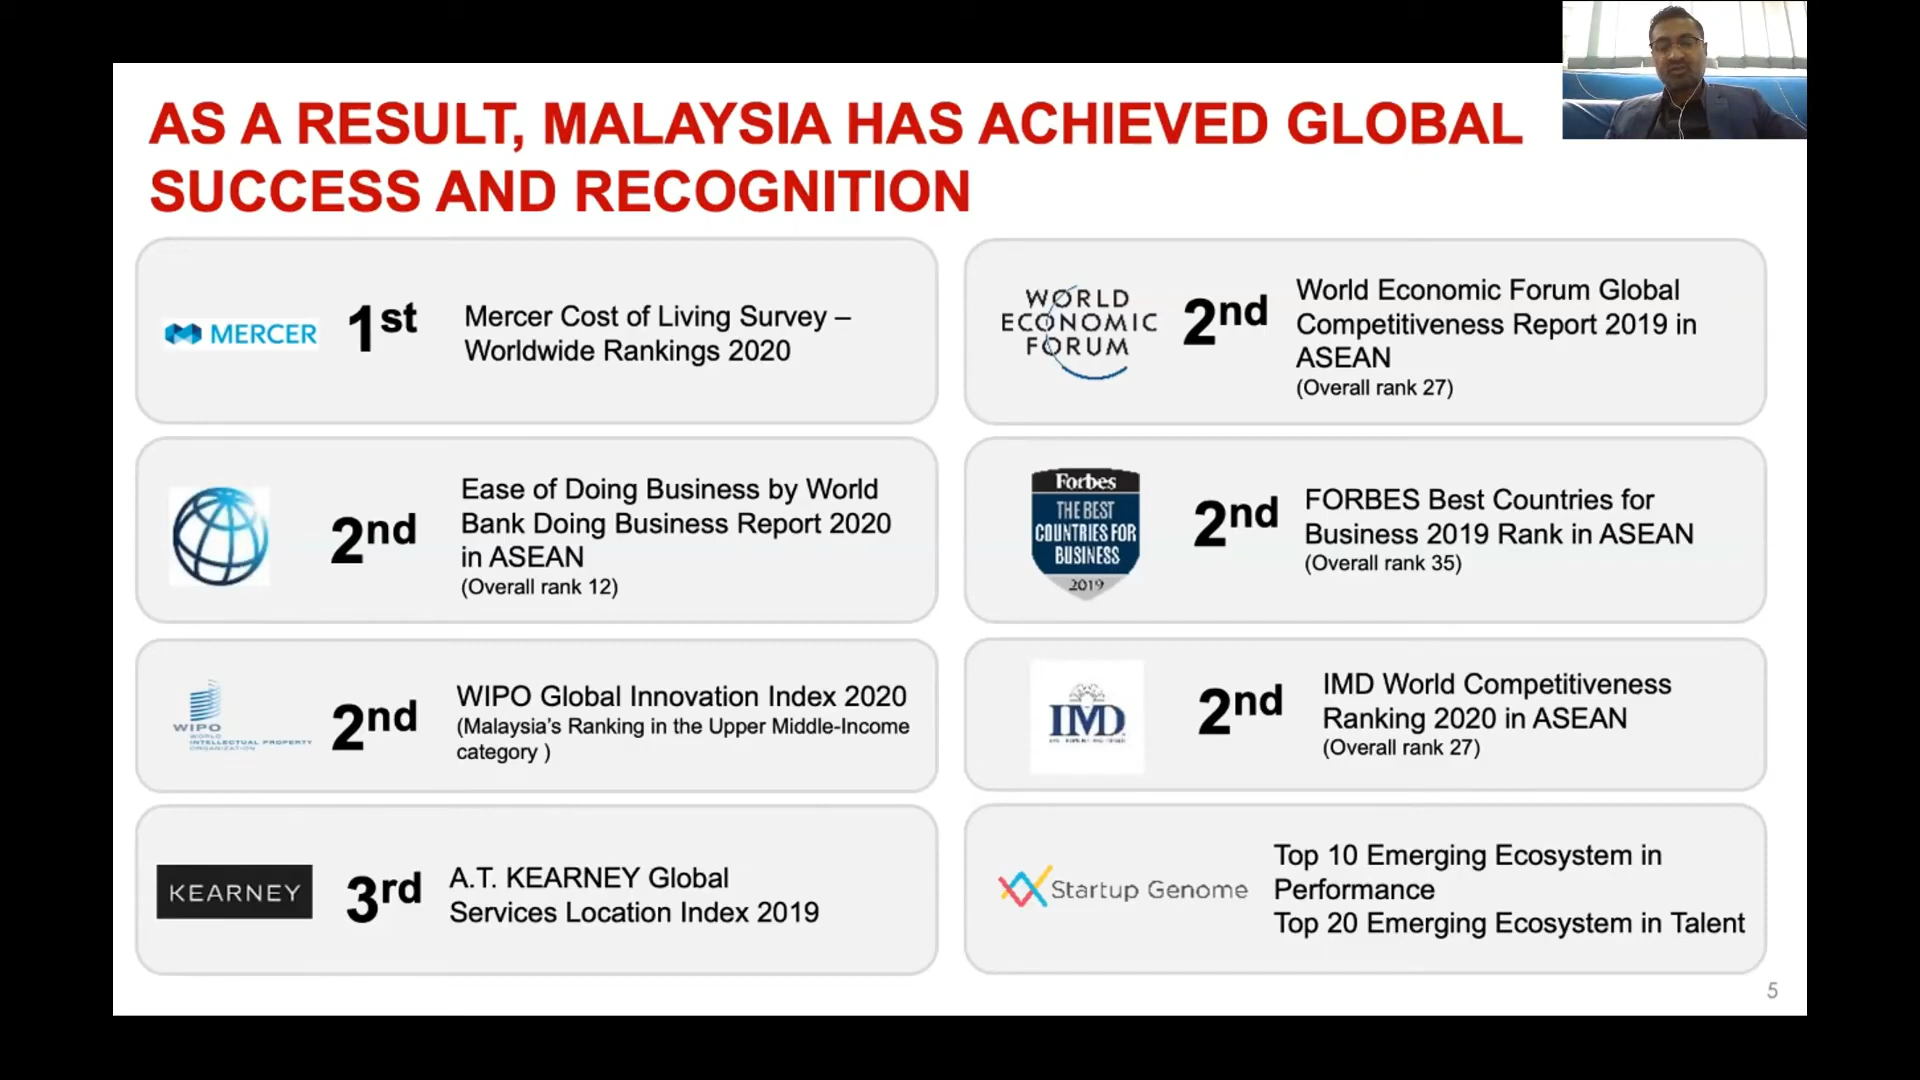 AS A RESULT, MALAYSIA HAS ACHIEVED GLOBAL
SUCCESS AND RECOGNITION
MERCER
1st
Mercer Cost of Living Survey –
Worldwide Rankings 2020
WORLD
ECONOMIC
FORUM
2nd
World Economic Forum Global
Competitiveness Report 2019 in
ASEAN
(Overall rank 27)
2nd
Ease of Doing Business by World
Bank Doing Business Report 2020
in ASEAN
(Overall rank 12)
Forbes
THE BEST
COUNTRIES FOR
BUSINESS
2019
2nd
FORBES Best Countries for
Business 2019 Rank in ASEAN
(Overall rank 35)
WIPO
WORLD
INTELLECTUAL PROPERTY
ORGANIZATION
2nd
WIPO Global Innovation Index 2020
(Malaysia’s Ranking in the Upper Middle-Income
category )
IMD
2nd
IMD World Competitiveness
Ranking 2020 in ASEAN
(Overall rank 27)
KEARNEY
3rd
A.T. KEARNEY Global
Services Location Index 2019
Startup Genome
Top 10 Emerging Ecosystem in
Performance
Top 20 Emerging Ecosystem in Talent
5